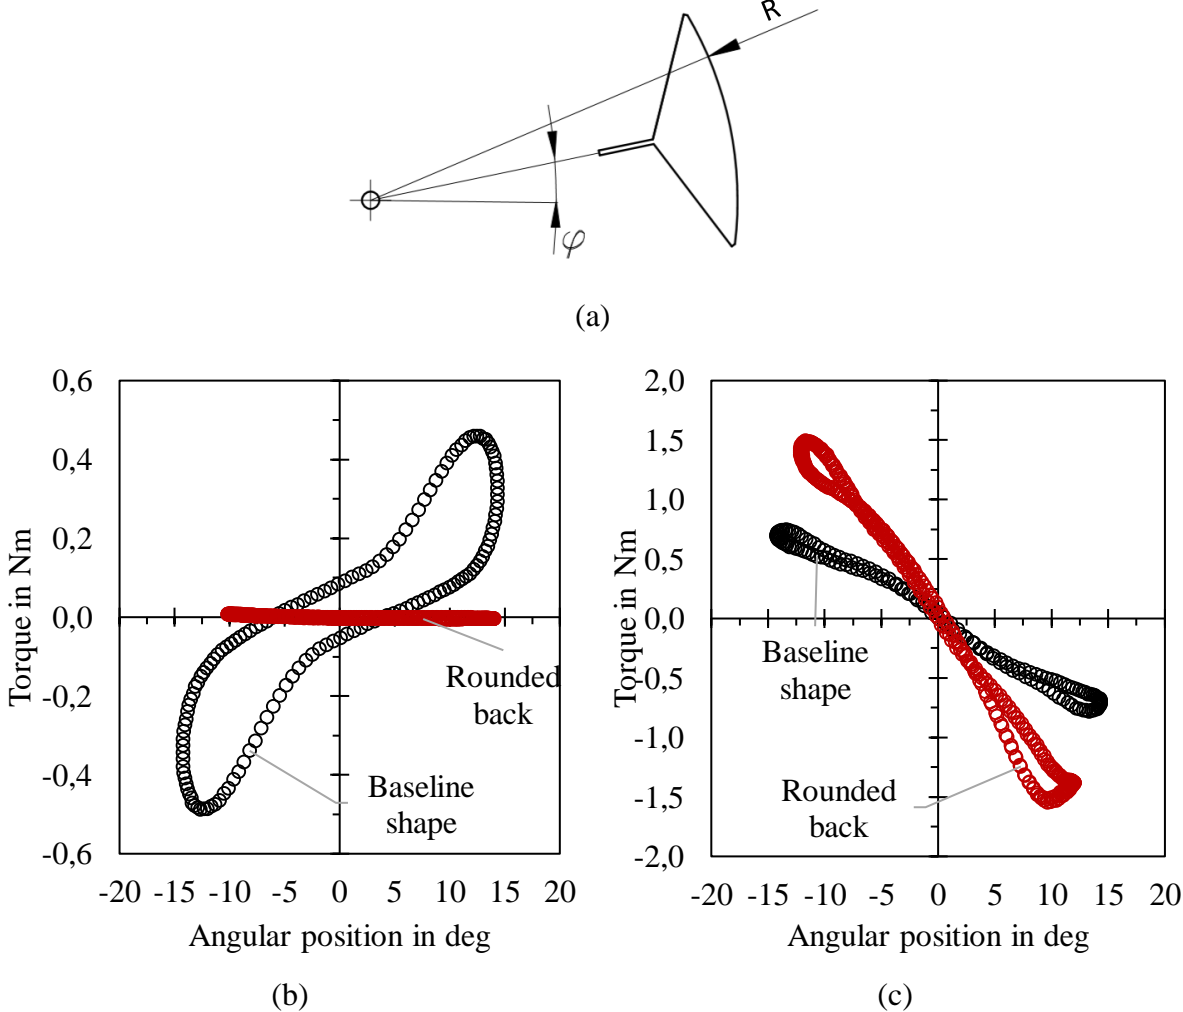 R
φ
(a)
0,6
0,4
0,2
0,0
-0,2
-0,4
-0,6
-20 -15 -10 -5 0 5 10 15 20
Torque in Nm
Angular position in deg
Rounded
back
Baseline
shape
(b)
2,0
1,5
1,0
0,5
0,0
-0,5
-1,0
-1,5
-2,0
-20 -15 -10 -5 0 5 10 15 20
Torque in Nm
Angular position in deg
Baseline
shape
Rounded
back
(c)